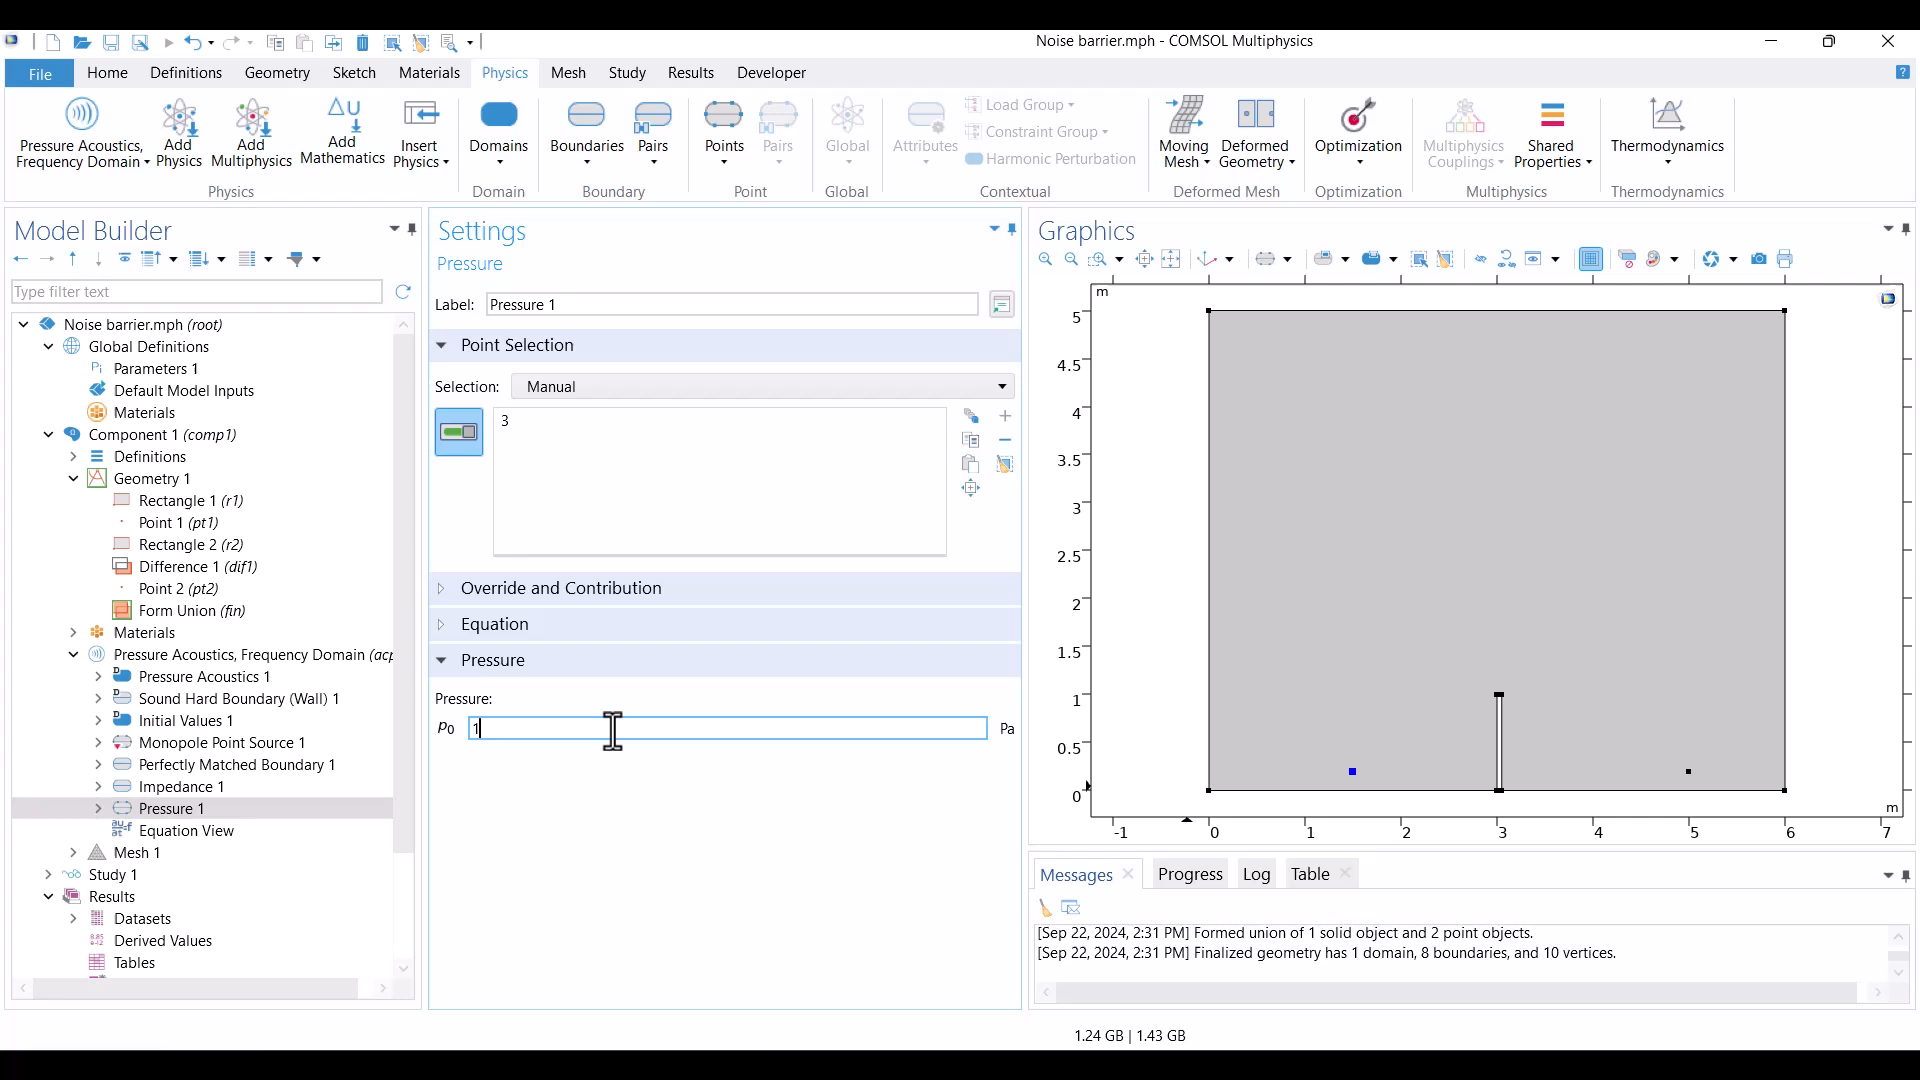 Noise barrier.mph - COMSOL Multiphysics
File Home Definitions Geometry Sketch Materials Physics Mesh Study Results Developer
Pressure Acoustics, Frequency Domain
Add Physics
Add Multiphysics
Add Mathematics
Insert Physics
Domains
Boundaries
Pairs
Points
Pairs
Global
Attributes
Load Group
Constraint Group
Harmonic Perturbation
Moving Mesh
Deformed Geometry
Optimization
Multiphysics Couplings
Shared Properties
Thermodynamics
Physics Domain Boundary Point Global Contextual Deformed Mesh Optimization Multiphysics Thermodynamics
Model Builder
Type filter text
Noise barrier.mph (root)
Global Definitions
Pi Parameters 1
Default Model Inputs
Materials
Component 1 (comp1)
Definitions
Geometry 1
Rectangle 1 (r1)
Point 1 (pt1)
Rectangle 2 (r2)
Difference 1 (dif1)
Point 2 (pt2)
Form Union (fin)
Materials
Pressure Acoustics, Frequency Domain (acp
Pressure Acoustics 1
Sound Hard Boundary (Wall) 1
Initial Values 1
Monopole Point Source 1
Perfectly Matched Boundary 1
Impedance 1
Pressure 1
Equation View
Mesh 1
Study 1
Results
Datasets
Derived Values
Tables
Settings
Pressure
Label: Pressure 1
Point Selection
Selection: Manual
3
Override and Contribution
Equation
Pressure
Pressure:
p0 1 Pa
Graphics
m
5
4.5
4
3.5
3
2.5
2
1.5
1
0.5
0
m
-1 0 1 2 3 4 5 6 7
Messages Progress Log Table
[Sep 22, 2024, 2:31 PM] Formed union of 1 solid object and 2 point objects.
[Sep 22, 2024, 2:31 PM] Finalized geometry has 1 domain, 8 boundaries, and 10 vertices.
1.24 GB | 1.43 GB